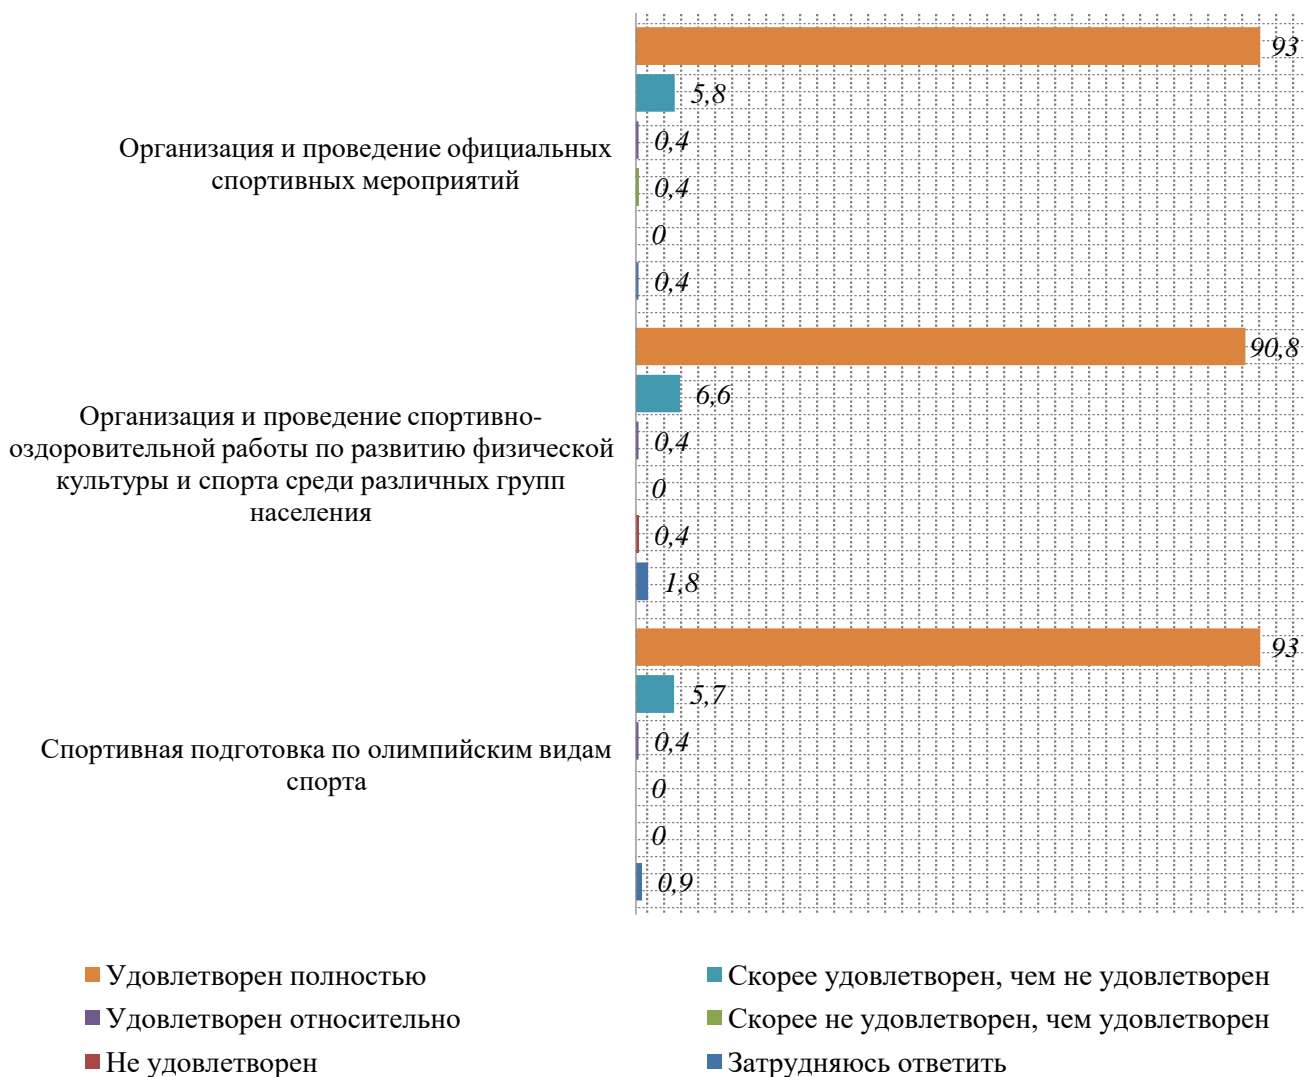 93
5,8
Организация и проведение официальных
спортивных мероприятий
0,4
0,4
0
0,4
90,8
6,6
Организация и проведение спортивно-
оздоровительной работы по развитию физической
культуры и спорта среди различных групп
населения
0,4
0
0,4
1,8
93
5,7
Спортивная подготовка по олимпийским видам
спорта
0,4
0
0
0,9
Удовлетворен полностью
Скорее удовлетворен, чем не удовлетворен
Удовлетворен относительно
Скорее не удовлетворен, чем удовлетворен
Не удовлетворен
Затрудняюсь ответить